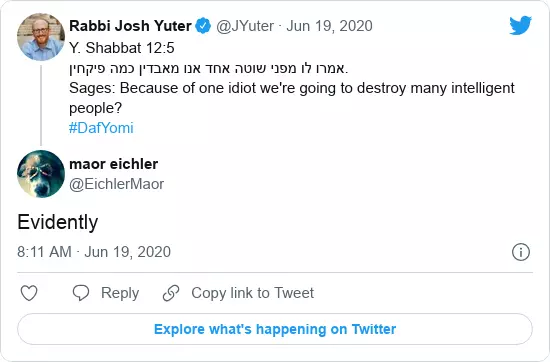 Rabbi Josh Yuter @JYuter · Jun 19, 2020
Y. Shabbat 12:5
אמרו לו מפני שוטה אחד אנו מאבדין כמה פיקחין.
Sages: Because of one idiot we're going to destroy many intelligent
people?
#DafYomi
maor eichler
@EichlerMaor
Evidently
8:11 AM · Jun 19, 2020
Reply Copy link to Tweet
Explore what's happening on Twitter